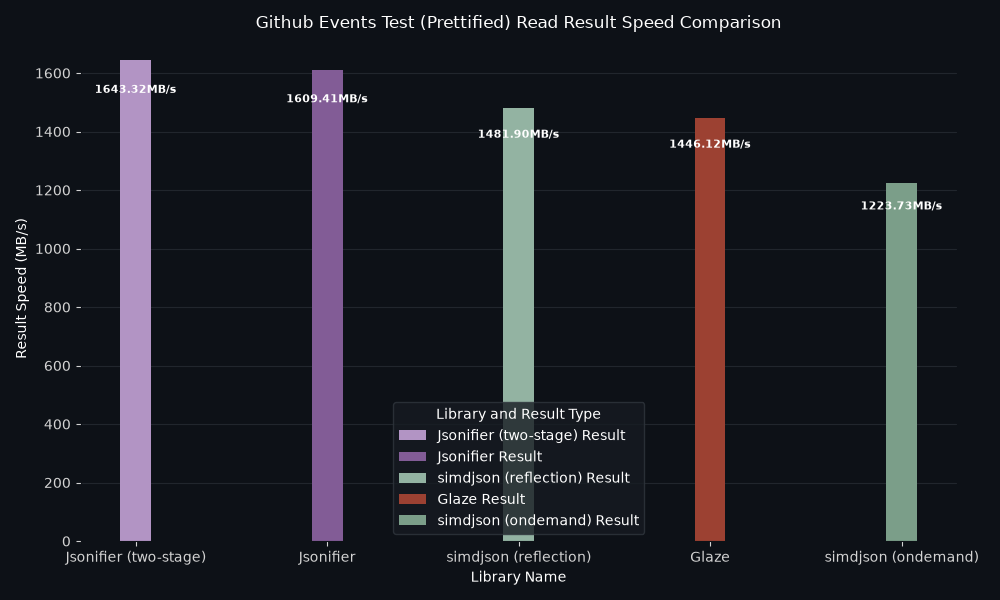 Github Events Test (Prettified) Read Result Speed Comparison
Result Speed (MB/s)
1600
1400
1200
1000
800
600
400
200
0
1643.32MB/s
1609.41MB/s
1481.90MB/s
1446.12MB/s
1223.73MB/s
Library and Result Type
Jsonifier (two-stage) Result
Jsonifier Result
simdjson (reflection) Result
Glaze Result
simdjson (ondemand) Result
Jsonifier (two-stage)
Jsonifier
simdjson (reflection)
Glaze
simdjson (ondemand)
Library Name